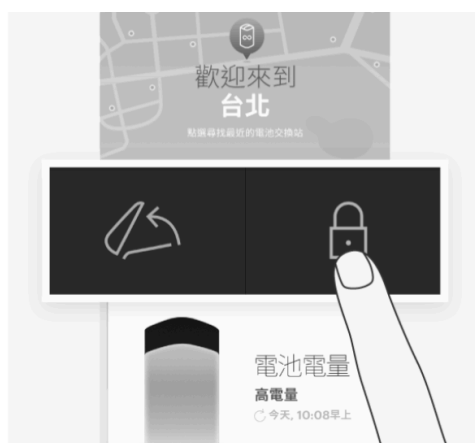 歡迎來到
台北
點選尋找最近的電池交換站
電池電量
高電量
今天, 10:08早上